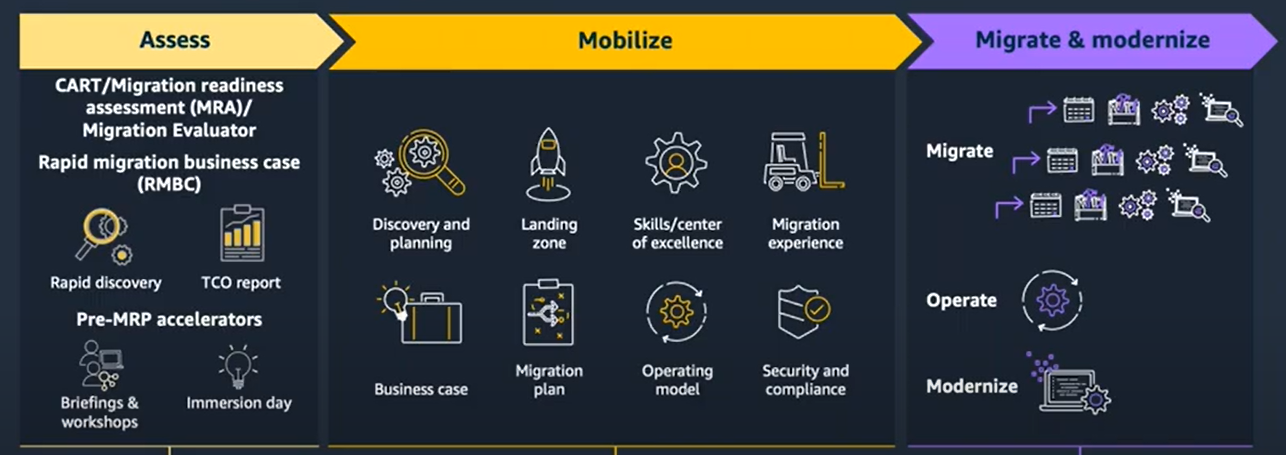 Assess
CART/Migration readiness
assessment (MRA)/
Migration Evaluator
Rapid migration business case
(RMBC)
Rapid discovery
TCO report
Pre-MRP accelerators
Briefings &
workshops
Immersion day
Mobilize
Discovery and
planning
Landing
zone
Skills/center
of excellence
Migration
experience
Business case
Migration
plan
Operating
model
Security and
compliance
Migrate & modernize
Migrate
Operate
Modernize